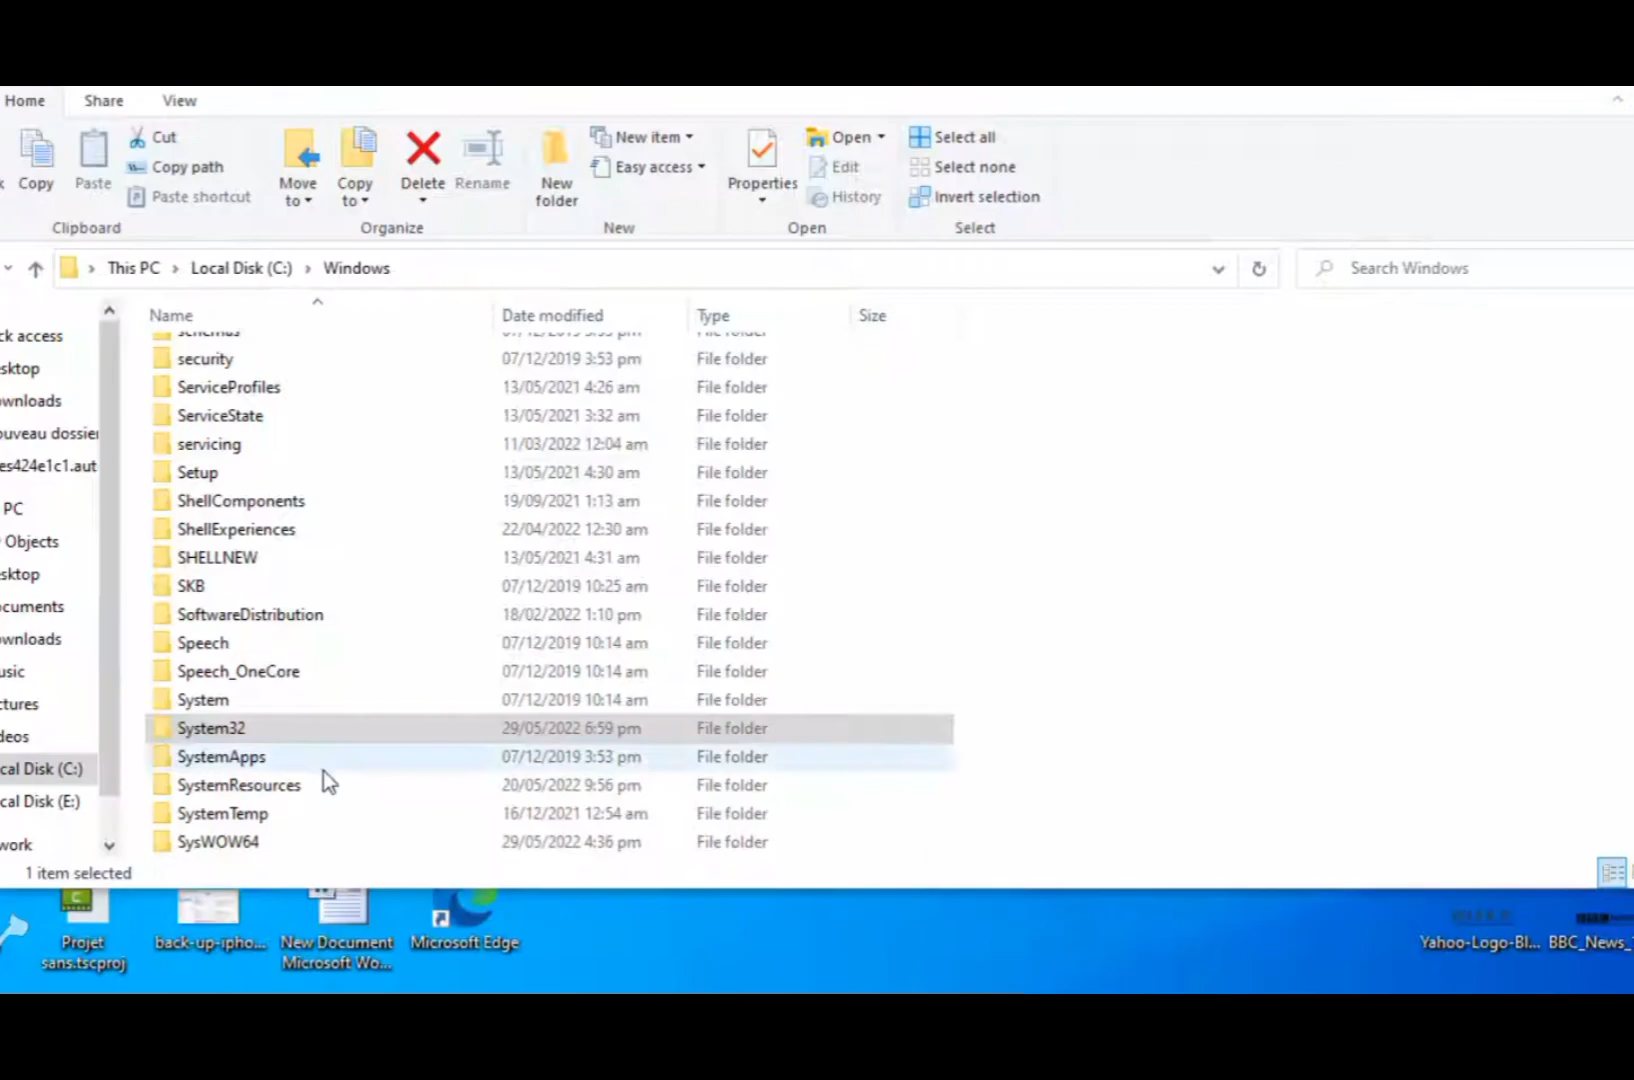 Home Share View
Cut New item Open Select all
Copy path Easy access Edit Select none
Copy Paste Move to Copy to Delete Rename New folder Properties
Paste shortcut History Invert selection
Clipboard Organize New Open Select
This PC › Local Disk (C:) › Windows Search Windows
Name Date modified Type Size
ck access
sktop
wnloads
ouveau dossier
es424e1c1.aut
PC
Objects
sktop
cuments
wnloads
usic
ctures
deos
cal Disk (C:)
cal Disk (E:)
work
security 07/12/2019 3:53 pm File folder
ServiceProfiles 13/05/2021 4:26 am File folder
ServiceState 13/05/2021 3:32 am File folder
servicing 11/03/2022 12:04 am File folder
Setup 13/05/2021 4:30 am File folder
ShellComponents 19/09/2021 1:13 am File folder
ShellExperiences 22/04/2022 12:30 am File folder
SHELLNEW 13/05/2021 4:31 am File folder
SKB 07/12/2019 10:25 am File folder
SoftwareDistribution 18/02/2022 1:10 pm File folder
Speech 07/12/2019 10:14 am File folder
Speech_OneCore 07/12/2019 10:14 am File folder
System 07/12/2019 10:14 am File folder
System32 29/05/2022 6:59 pm File folder
SystemApps 07/12/2019 3:53 pm File folder
SystemResources 20/05/2022 9:56 pm File folder
SystemTemp 16/12/2021 12:54 am File folder
SysWOW64 29/05/2022 4:36 pm File folder
1 item selected
Projet
sans.tscproj
back-up-ipho...
New Document
Microsoft Wo...
Microsoft Edge
Yahoo-Logo-Bl...
BBC_News_